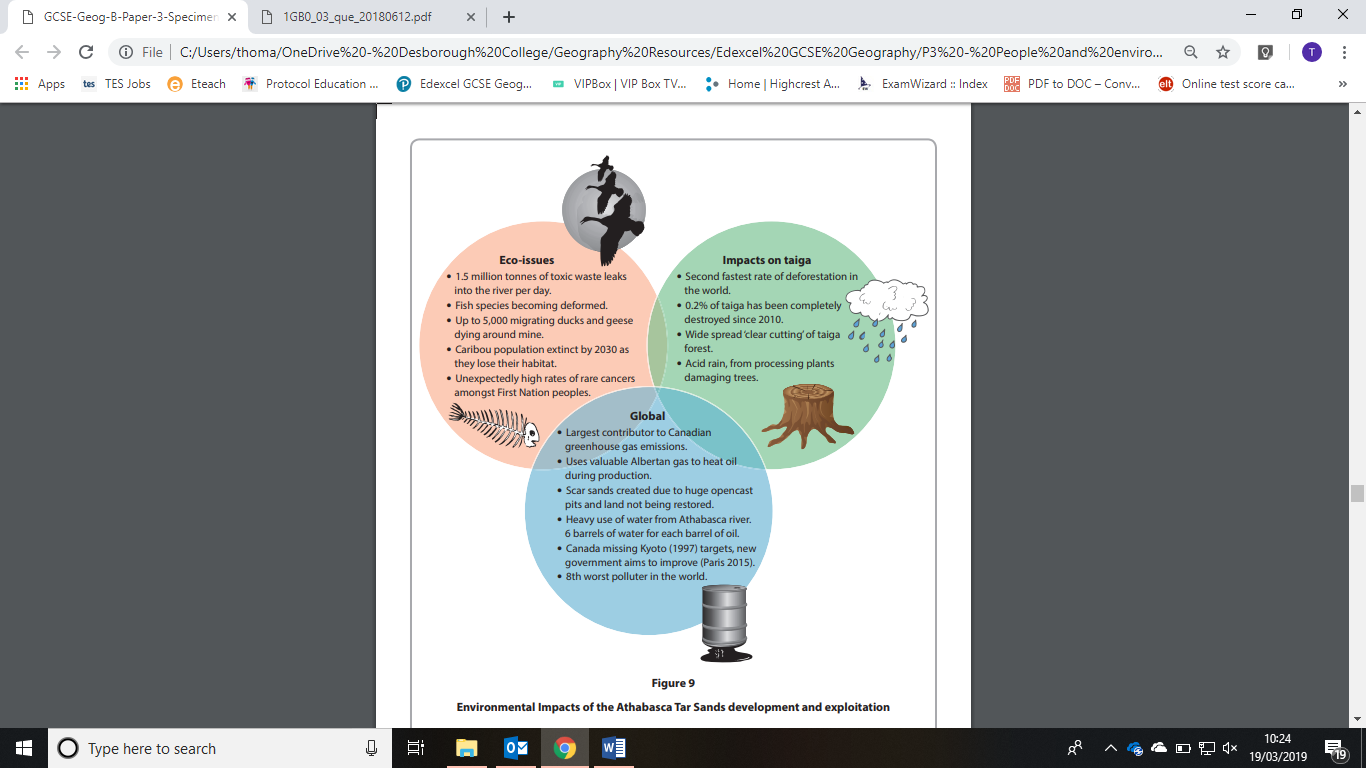 GCSE-Geog-B-Paper-3-Specimen
1GB0_03_que_20180612.pdf
File
C:/Users/thoma/OneDrive%20-%20Desborough%20College/Geography%20Resources/Edexcel%20GCSE%20Geography/P3%20-%20People%20and%20enviro...
T
Apps
tes TES Jobs
Eteach
Protocol Education ...
Edexcel GCSE Geog...
VIPBox | VIP Box TV...
Home | Highcrest A...
ExamWizard :: Index
PDF DOC PDF to DOC – Conv...
elt Online test score ca...
»
Eco-issues
• 1.5 million tonnes of toxic waste leaks
into the river per day.
• Fish species becoming deformed.
• Up to 5,000 migrating ducks and geese
dying around mine.
• Caribou population extinct by 2030 as
they lose their habitat.
• Unexpectedly high rates of rare cancers
amongst First Nation peoples.
Impacts on taiga
• Second fastest rate of deforestation in
the world.
• 0.2% of taiga has been completely
destroyed since 2010.
• Wide spread ‘clear cutting’ of taiga
forest.
• Acid rain, from processing plants
damaging trees.
Global
• Largest contributor to Canadian
greenhouse gas emissions.
• Uses valuable Albertan gas to heat oil
during production.
• Scar sands created due to huge opencast
pits and land not being restored.
• Heavy use of water from Athabasca river.
6 barrels of water for each barrel of oil.
• Canada missing Kyoto (1997) targets, new
government aims to improve (Paris 2015).
• 8th worst polluter in the world.
Figure 9
Environmental Impacts of the Athabasca Tar Sands development and exploitation
Type here to search
10:24
19/03/2019
19